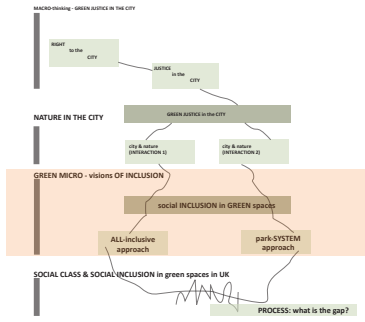 MACRO-thinking - GREEN JUSTICE IN THE CITY
RIGHT
to the
CITY
JUSTICE
in the
CITY
GREEN JUSTICE in the CITY
NATURE IN THE CITY
city & nature
(INTERACTION 1)
city & nature
(INTERACTION 2)
GREEN MICRO - visions OF INCLUSION
social INCLUSION in GREEN spaces
ALL-inclusive
approach
park-SYSTEM
approach
SOCIAL CLASS & SOCIAL INCLUSION in green spaces in UK
PROCESS: what is the gap?